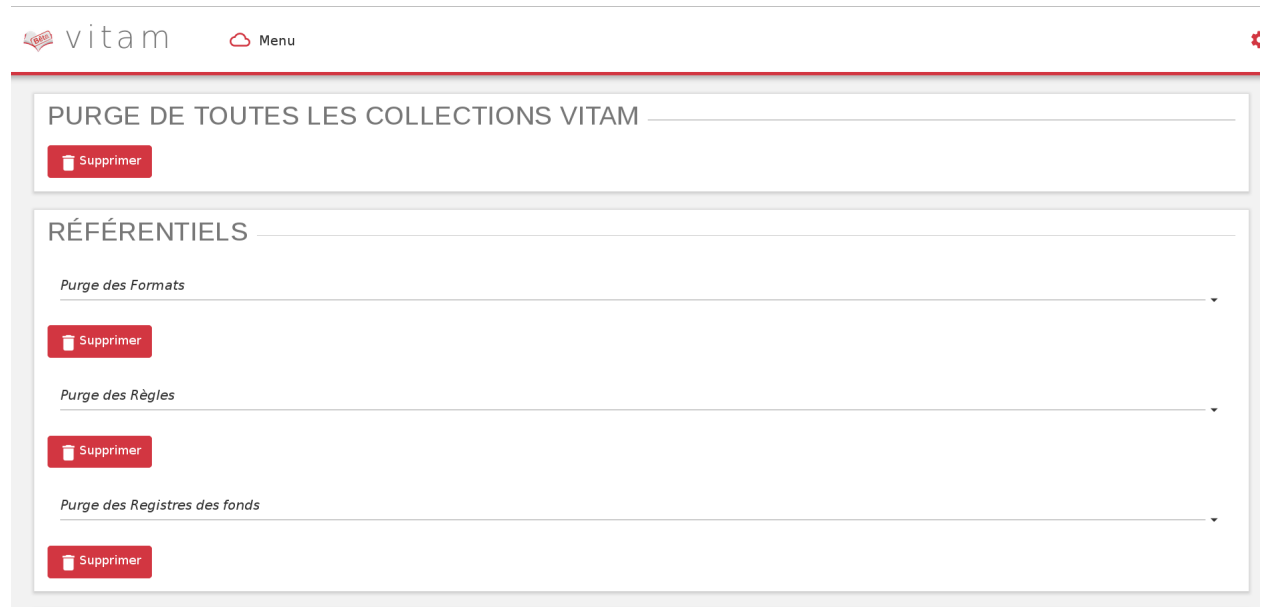 Bêta vitam Menu
PURGE DE TOUTES LES COLLECTIONS VITAM
Supprimer
RÉFÉRENTIELS
Purge des Formats
Supprimer
Purge des Règles
Supprimer
Purge des Registres des fonds
Supprimer